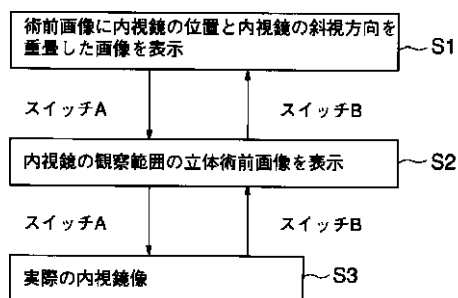 術前画像に内視鏡の位置と内視鏡の斜視方向を
重畳した画像を表示
S1
スイッチA
スイッチB
内視鏡の観察範囲の立体術前画像を表示
S2
スイッチA
スイッチB
実際の内視鏡像
S3